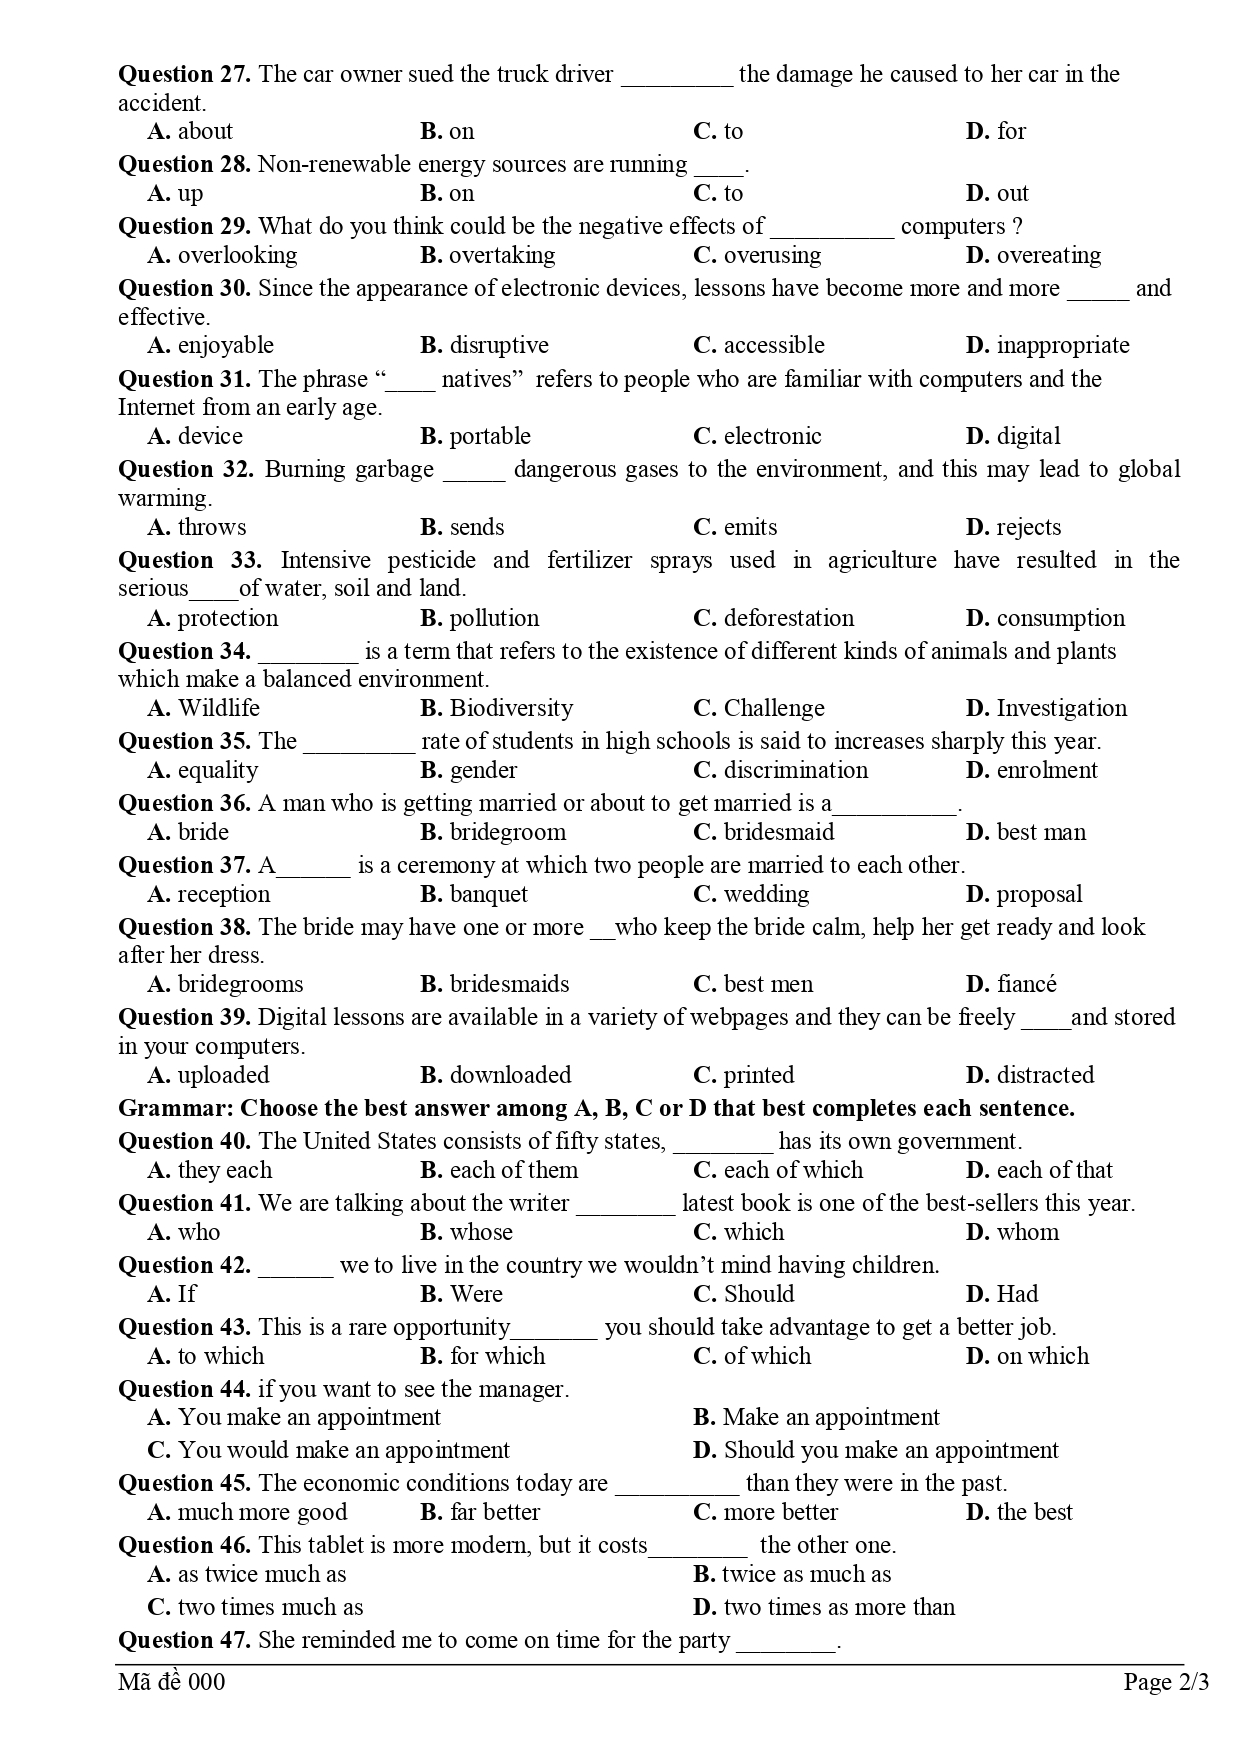 Question 27. The car owner sued the truck driver _________ the damage he caused to her car in the
accident.
A. about B. on C. to D. for
Question 28. Non-renewable energy sources are running ____.
A. up B. on C. to D. out
Question 29. What do you think could be the negative effects of __________ computers ?
A. overlooking B. overtaking C. overusing D. overeating
Question 30. Since the appearance of electronic devices, lessons have become more and more _____ and
effective.
A. enjoyable B. disruptive C. accessible D. inappropriate
Question 31. The phrase “____ natives” refers to people who are familiar with computers and the
Internet from an early age.
A. device B. portable C. electronic D. digital
Question 32. Burning garbage _____ dangerous gases to the environment, and this may lead to global
warming.
A. throws B. sends C. emits D. rejects
Question 33. Intensive pesticide and fertilizer sprays used in agriculture have resulted in the
serious____of water, soil and land.
A. protection B. pollution C. deforestation D. consumption
Question 34. ________ is a term that refers to the existence of different kinds of animals and plants
which make a balanced environment.
A. Wildlife B. Biodiversity C. Challenge D. Investigation
Question 35. The _________ rate of students in high schools is said to increases sharply this year.
A. equality B. gender C. discrimination D. enrolment
Question 36. A man who is getting married or about to get married is a__________.
A. bride B. bridegroom C. bridesmaid D. best man
Question 37. A______ is a ceremony at which two people are married to each other.
A. reception B. banquet C. wedding D. proposal
Question 38. The bride may have one or more __who keep the bride calm, help her get ready and look
after her dress.
A. bridegrooms B. bridesmaids C. best men D. fiancé
Question 39. Digital lessons are available in a variety of webpages and they can be freely ____and stored
in your computers.
A. uploaded B. downloaded C. printed D. distracted
Grammar: Choose the best answer among A, B, C or D that best completes each sentence.
Question 40. The United States consists of fifty states, ________ has its own government.
A. they each B. each of them C. each of which D. each of that
Question 41. We are talking about the writer ________ latest book is one of the best-sellers this year.
A. who B. whose C. which D. whom
Question 42. ______ we to live in the country we wouldn’t mind having children.
A. If B. Were C. Should D. Had
Question 43. This is a rare opportunity_______ you should take advantage to get a better job.
A. to which B. for which C. of which D. on which
Question 44. if you want to see the manager.
A. You make an appointment B. Make an appointment
C. You would make an appointment D. Should you make an appointment
Question 45. The economic conditions today are __________ than they were in the past.
A. much more good B. far better C. more better D. the best
Question 46. This tablet is more modern, but it costs________ the other one.
A. as twice much as B. twice as much as
C. two times much as D. two times as more than
Question 47. She reminded me to come on time for the party ________.
Mã đề 000 Page 2/3